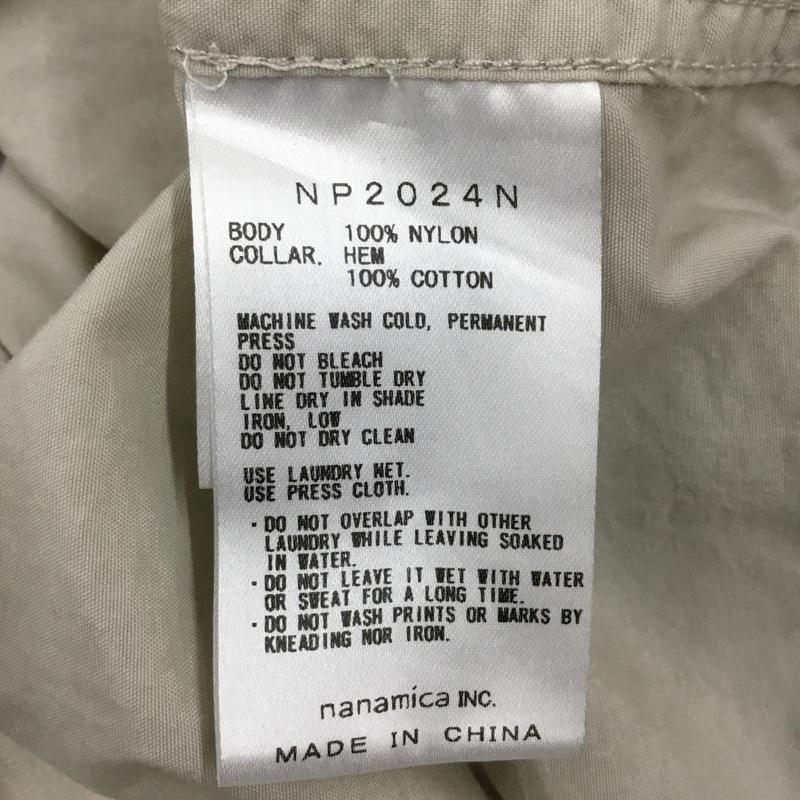 NP2024N
BODY 100% NYLON
COLLAR. HEM
100% COTTON
MACHINE WASH COLD, PERMANENT
PRESS
DO NOT BLEACH
DO NOT TUMBLE DRY
LINE DRY IN SHADE
IRON, LOW
DO NOT DRY CLEAN
USE LAUNDRY NET.
USE PRESS CLOTH.
・DO NOT OVERLAP WITH OTHER
LAUNDRY WHILE LEAVING SOAKED
IN WATER.
・DO NOT LEAVE IT WET WITH WATER
OR SWEAT FOR A LONG TIME.
・DO NOT WASH PRINTS OR MARKS BY
KNEADING NOR IRON.
nanamica INC.
MADE IN CHINA